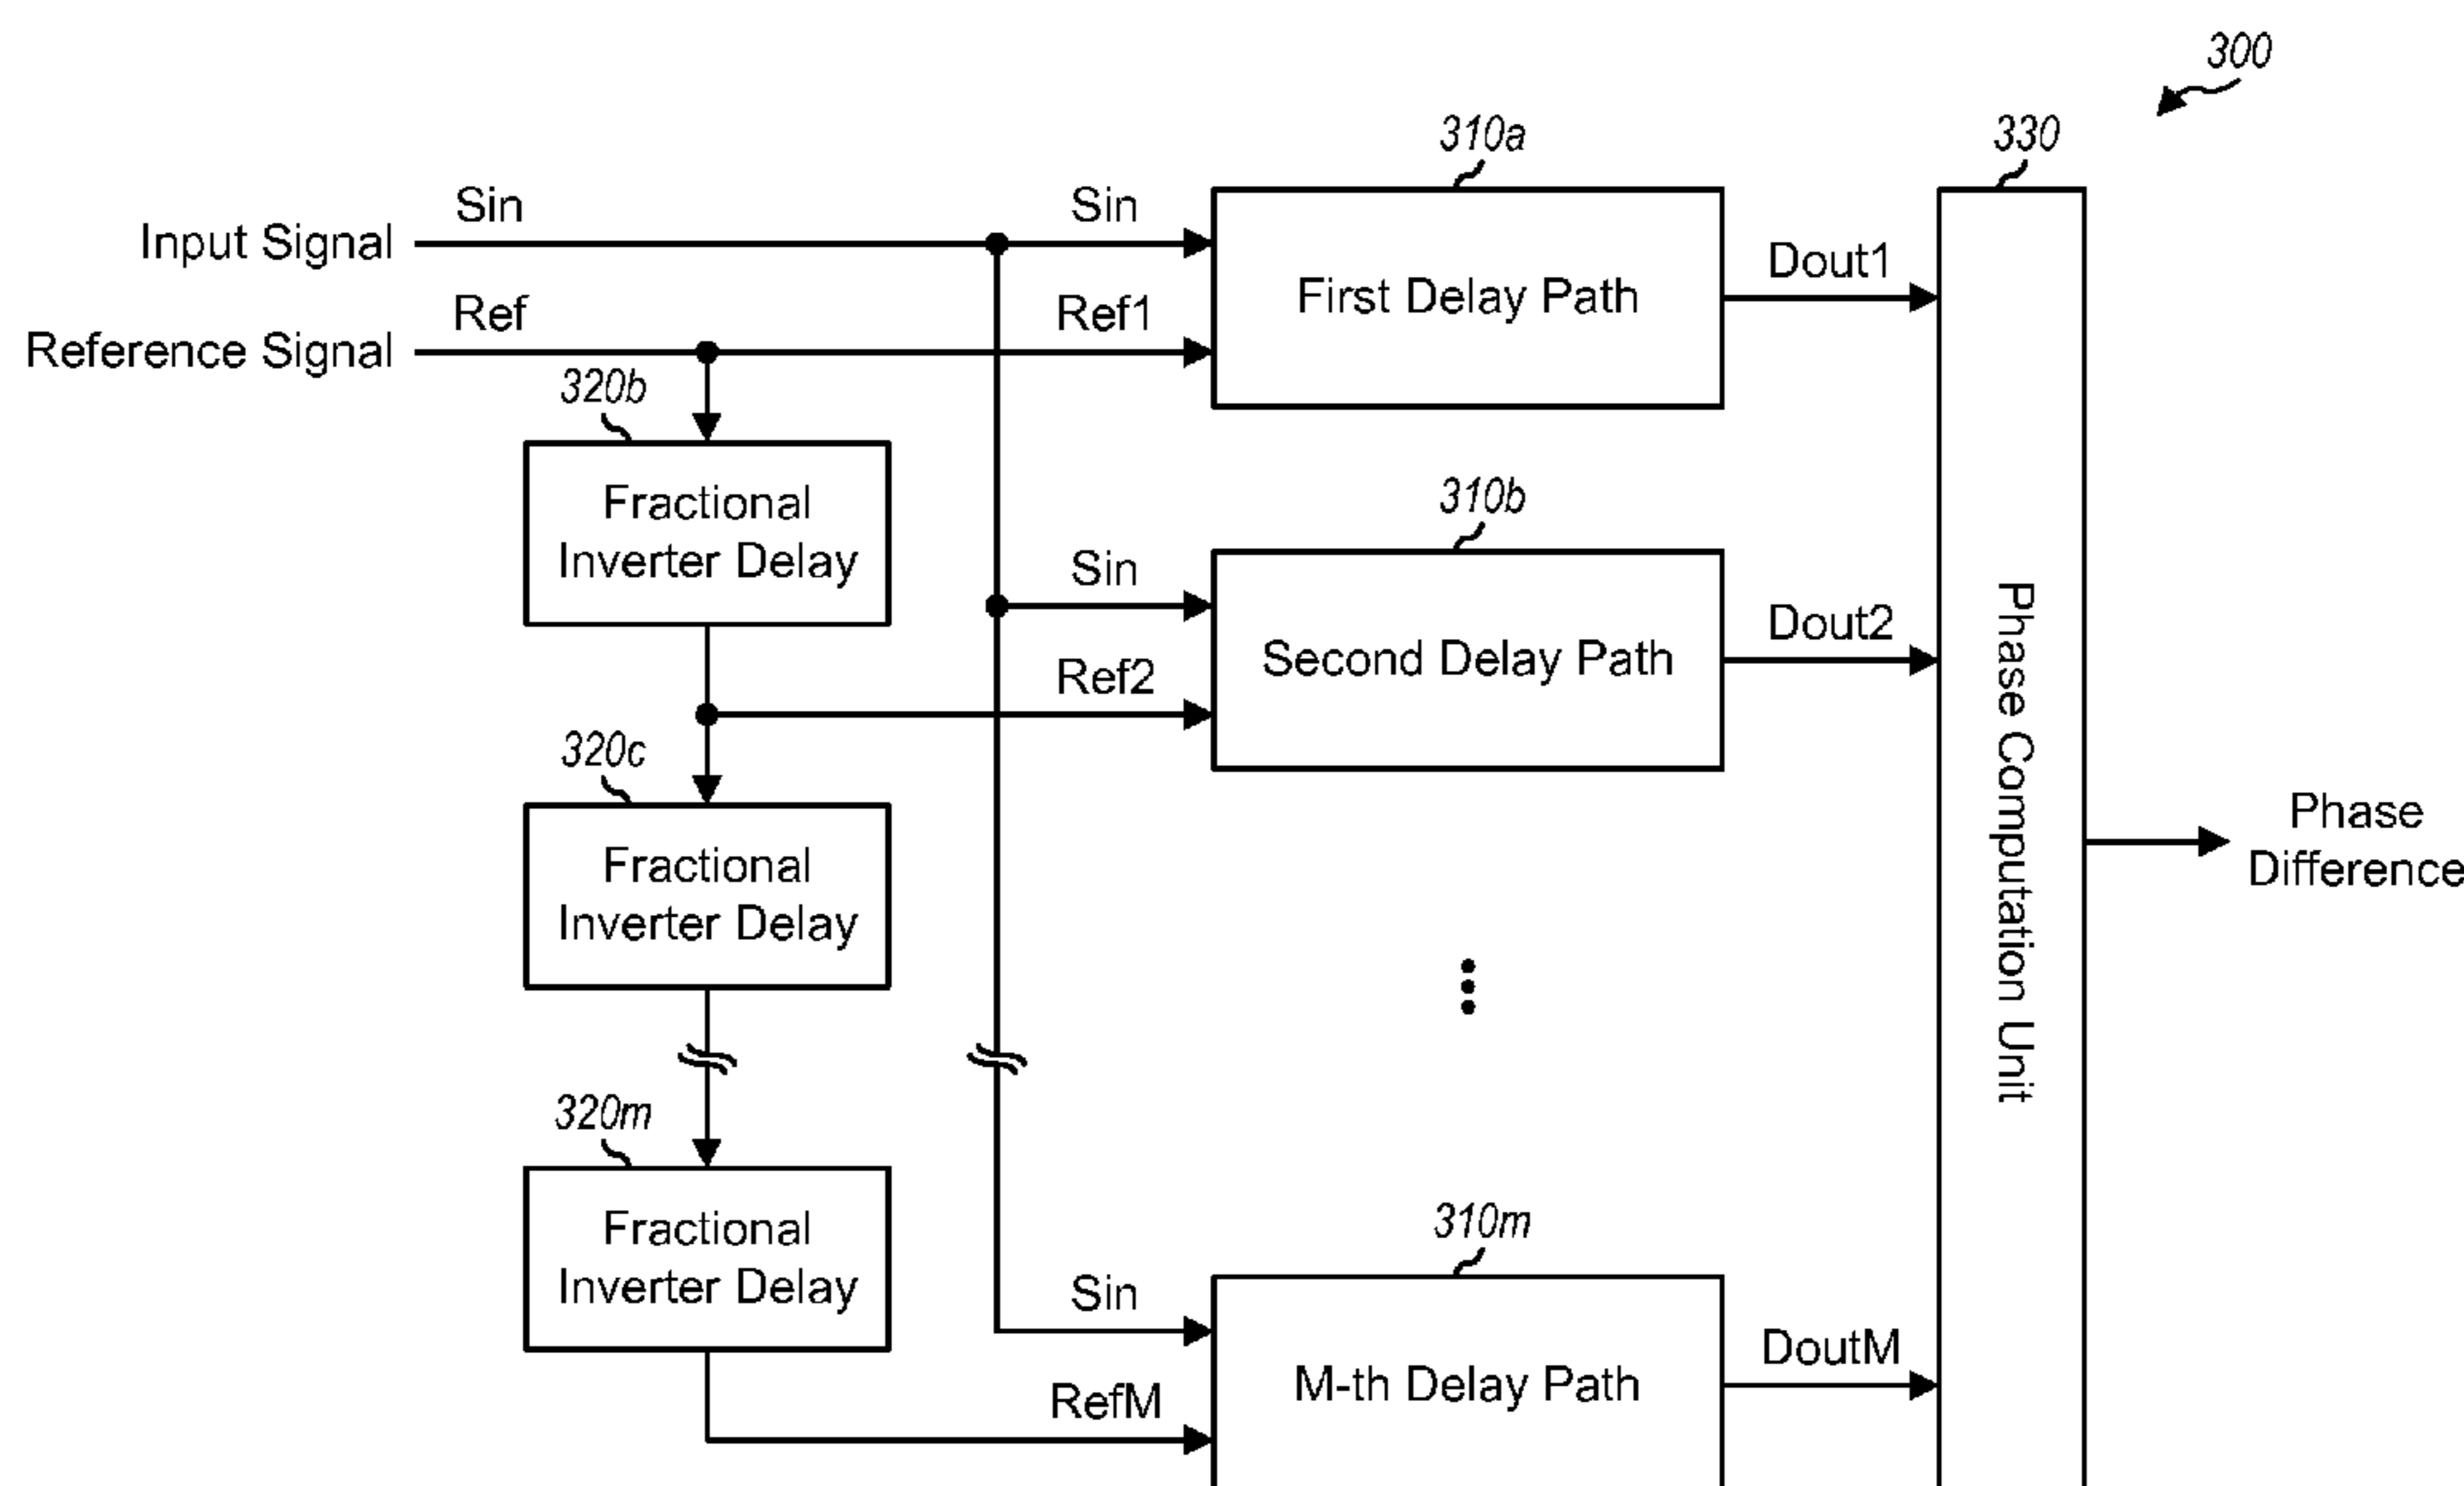 300
310a
330
Sin
Sin
Input Signal
First Delay Path
Dout1
Ref
Ref1
Reference Signal
320b
Fractional
Inverter Delay
310b
Sin
Second Delay Path
Dout2
Ref2
Phase Computation Unit
320c
Fractional
Inverter Delay
Phase
Difference
320m
Fractional
Inverter Delay
310m
Sin
M-th Delay Path
DoutM
RefM